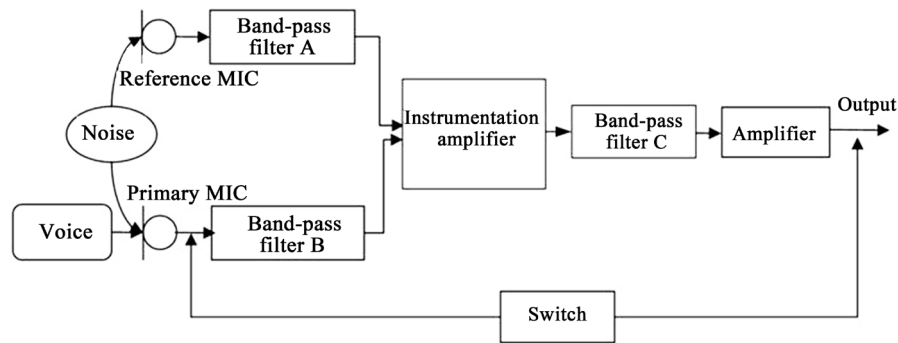 Band-pass
filter A
Reference MIC
Noise
Instrumentation
amplifier
Band-pass
filter C
Amplifier
Output
Primary MIC
Voice
Band-pass
filter B
Switch